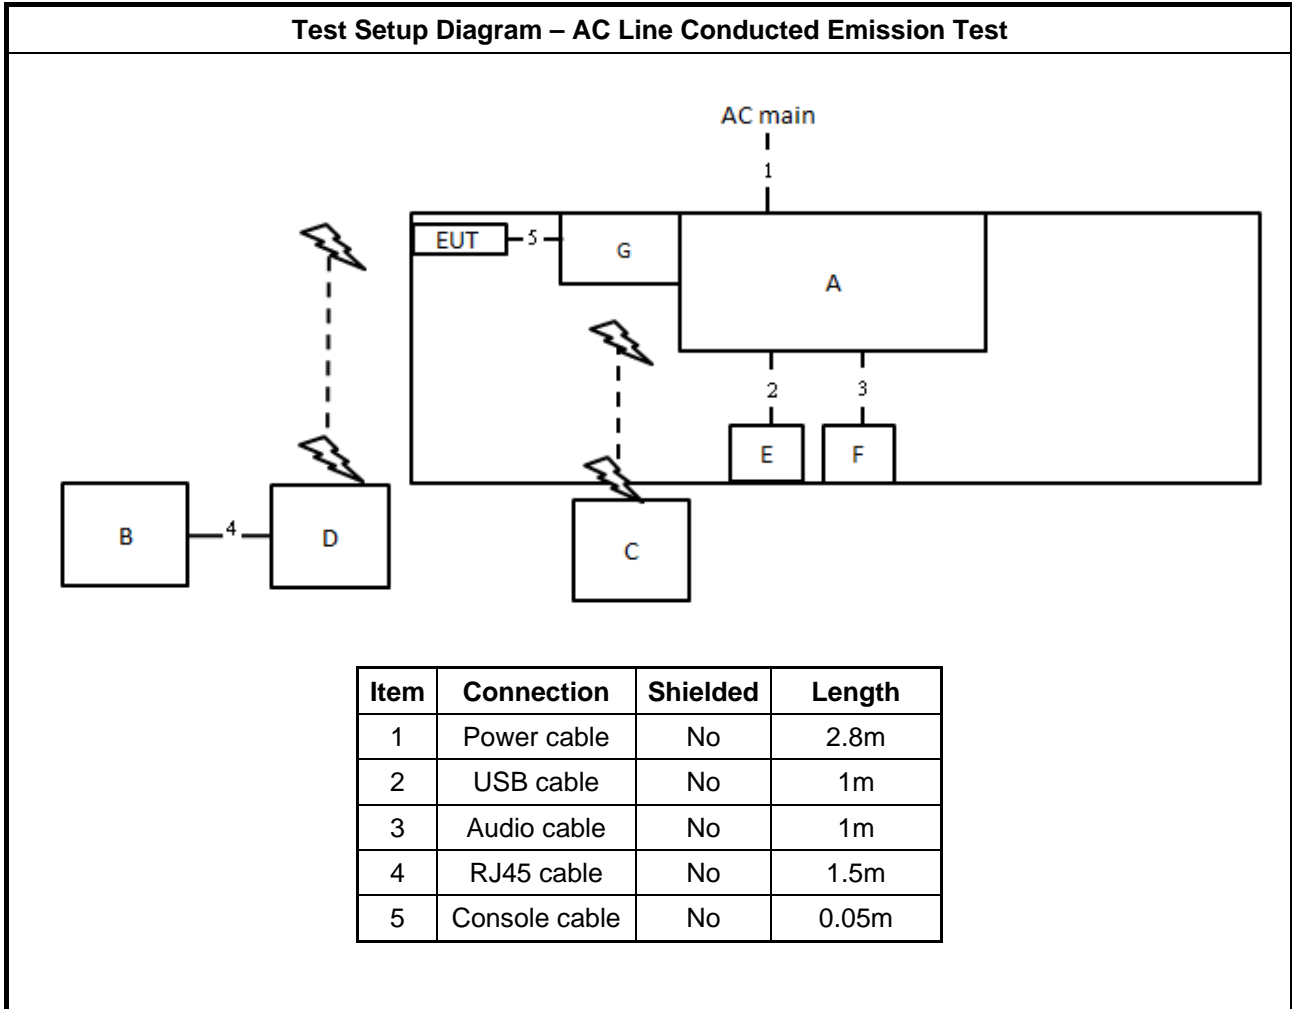 Test Setup Diagram – AC Line Conducted Emission Test
AC main
1
EUT 5 G
A
2 3
E F
B 4 D
C
Item Connection Shielded Length
1 Power cable No 2.8m
2 USB cable No 1m
3 Audio cable No 1m
4 RJ45 cable No 1.5m
5 Console cable No 0.05m